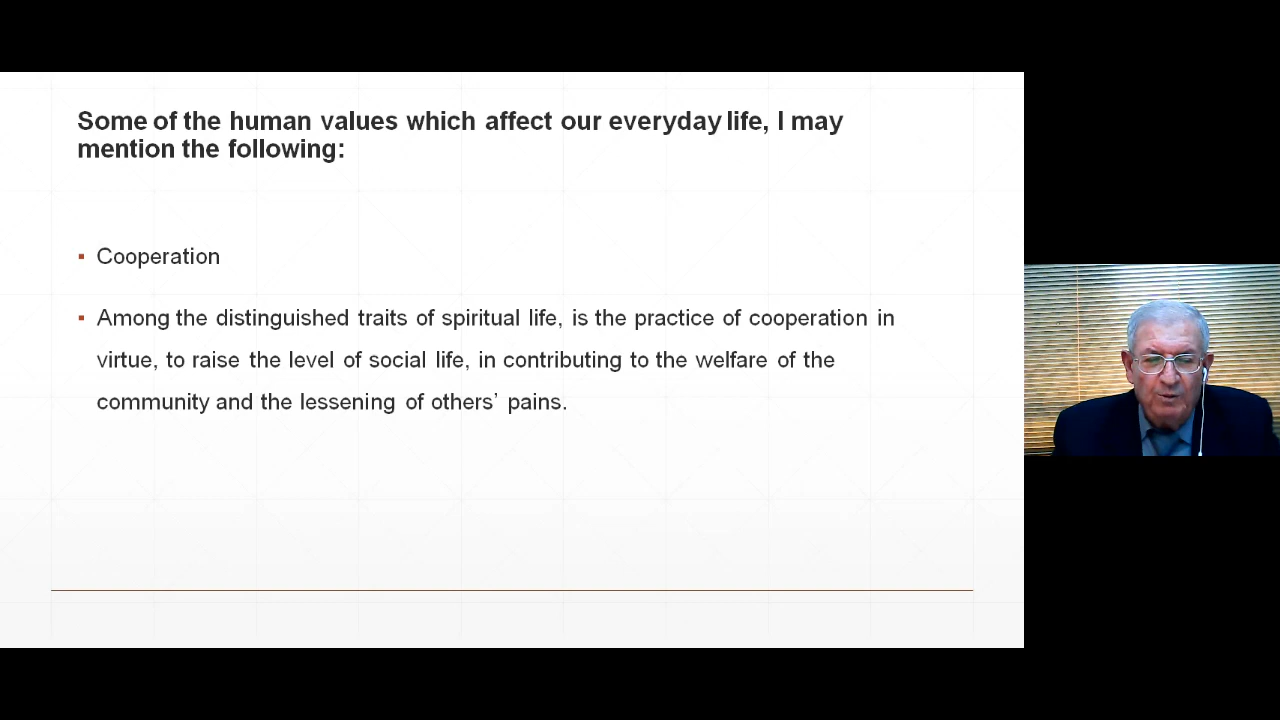 Some of the human values which affect our everyday life, I may
mention the following:
▪ Cooperation
▪ Among the distinguished traits of spiritual life, is the practice of cooperation in
virtue, to raise the level of social life, in contributing to the welfare of the
community and the lessening of others’ pains.